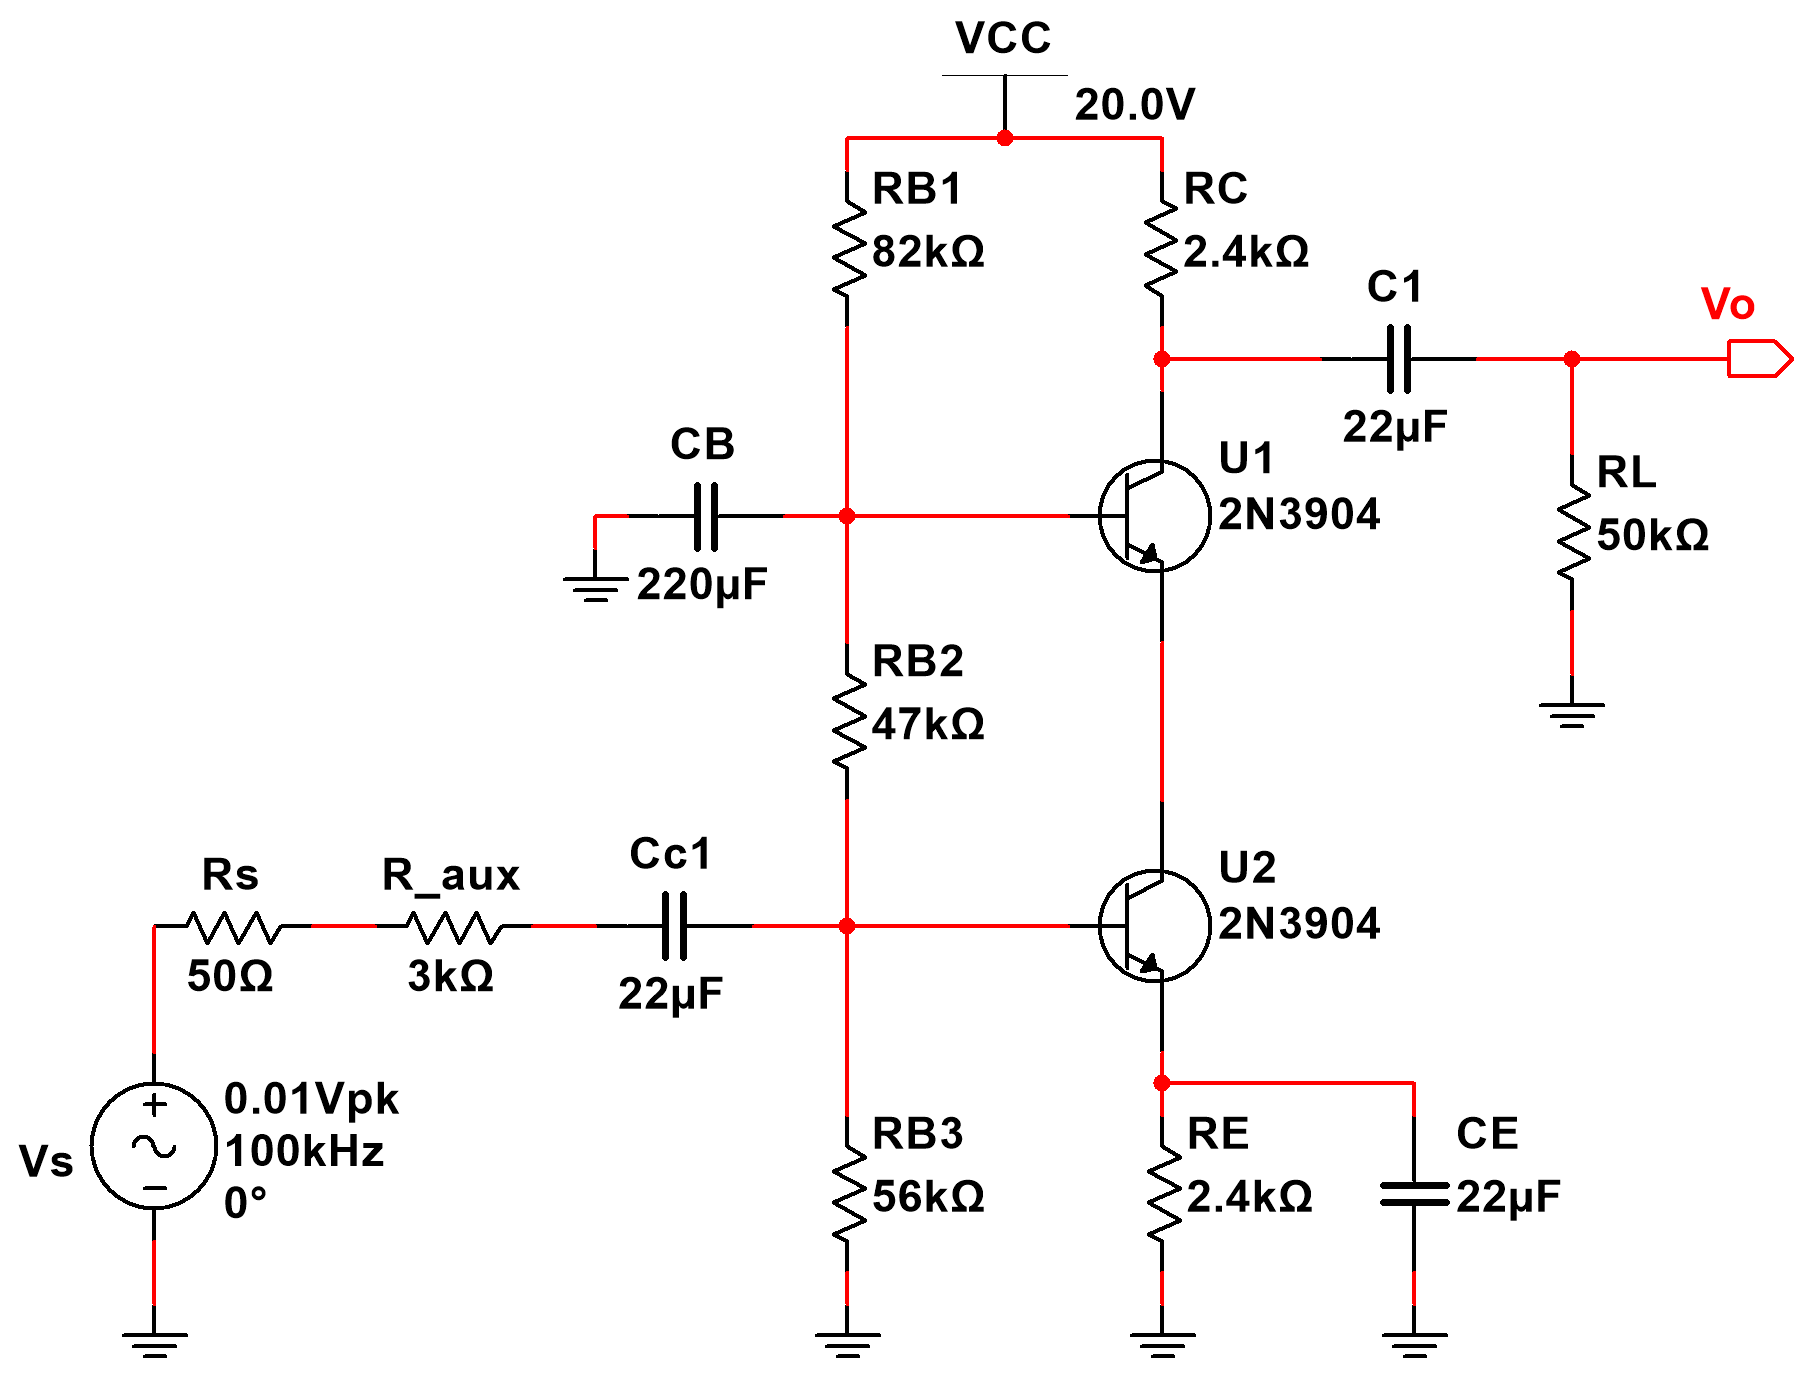 VCC
20.0V
RB1
82kΩ
RC
2.4kΩ
C1
22µF
Vo
CB
220µF
U1
2N3904
RL
50kΩ
RB2
47kΩ
Rs
50Ω
R_aux
3kΩ
Cc1
22µF
U2
2N3904
Vs
0.01Vpk
100kHz
0°
RB3
56kΩ
RE
2.4kΩ
CE
22µF